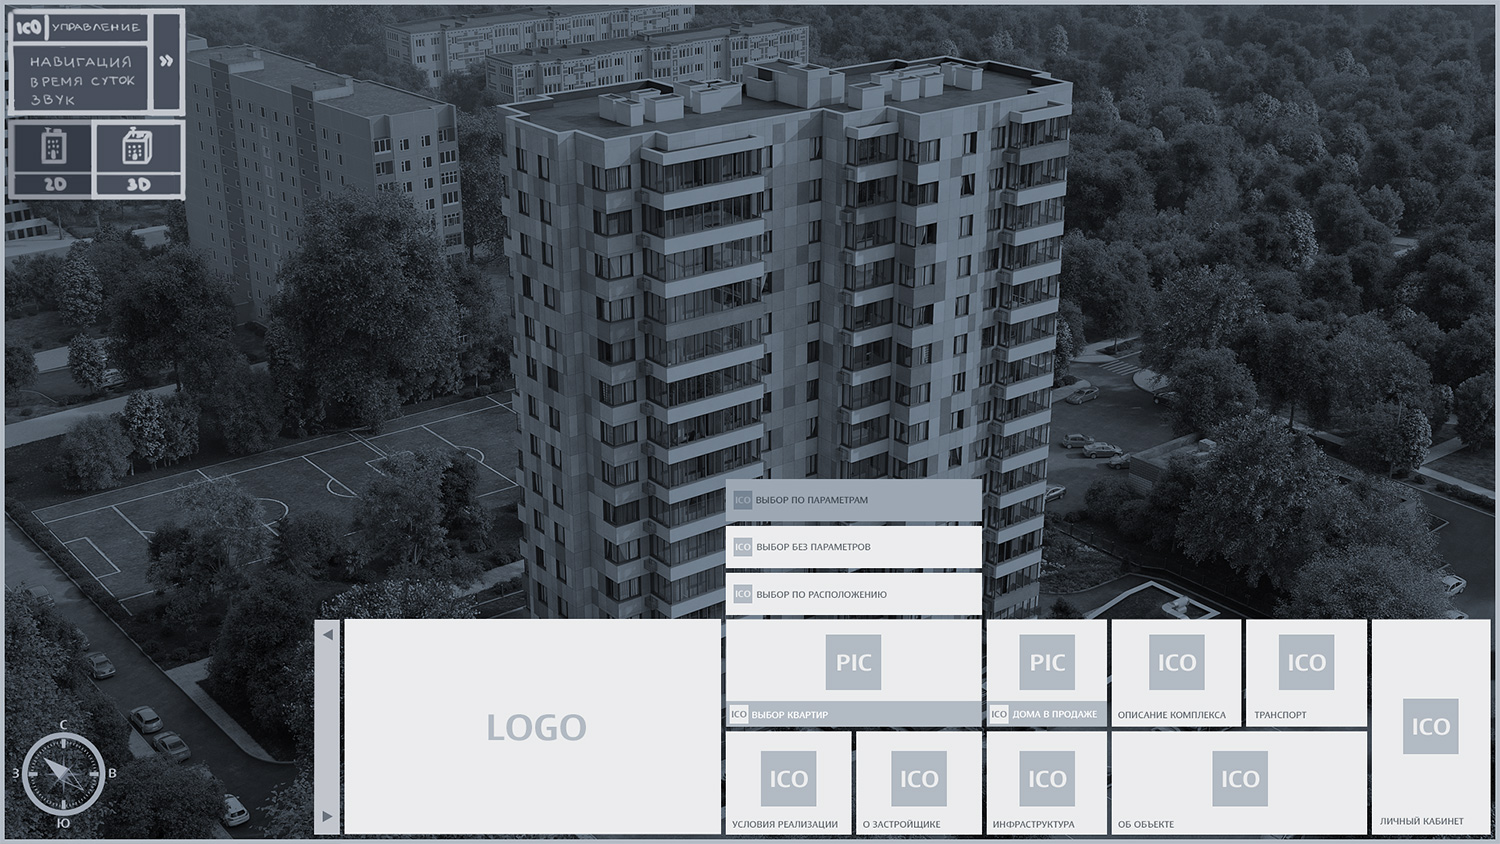 ICO УПРАВЛЕНИЕ
»
НАВИГАЦИЯ
ВРЕМЯ СУТОК
ЗВУК
2D
3D
ICO ВЫБОР ПО ПАРАМЕТРАМ
ICO ВЫБОР БЕЗ ПАРАМЕТРОВ
ICO ВЫБОР ПО РАСПОЛОЖЕНИЮ
LOGO
PIC
ICO ВЫБОР КВАРТИР
PIC
ICO ДОМА В ПРОДАЖЕ
ICO
ОПИСАНИЕ КОМПЛЕКСА
ICO
ТРАНСПОРТ
ICO
УСЛОВИЯ РЕАЛИЗАЦИИ
ICO
О ЗАСТРОЙЩИКЕ
ICO
ИНФРАСТРУКТУРА
ICO
ОБ ОБЪЕКТЕ
ICO
ЛИЧНЫЙ КАБИНЕТ
С
З
В
Ю